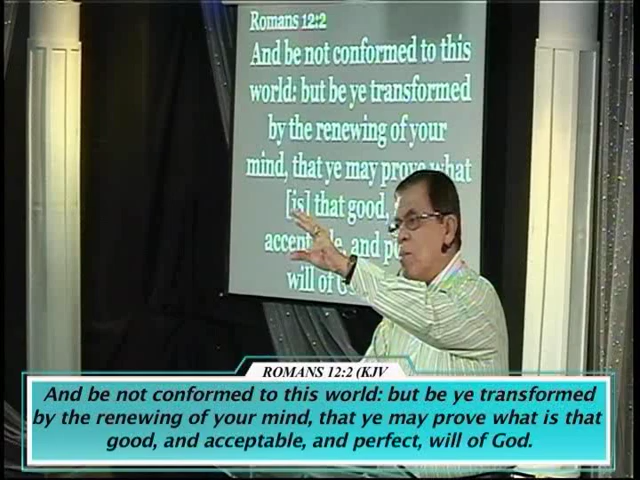 Romans 12:2
And be not conformed to this
world: but be ye transformed
by the renewing of your
mind, that ye may prove what
[is] that good,
and
will of
ROMANS 12:2 (KJV
And be not conformed to this world: but be ye transformed
by the renewing of your mind, that ye may prove what is that
good, and acceptable, and perfect, will of God.